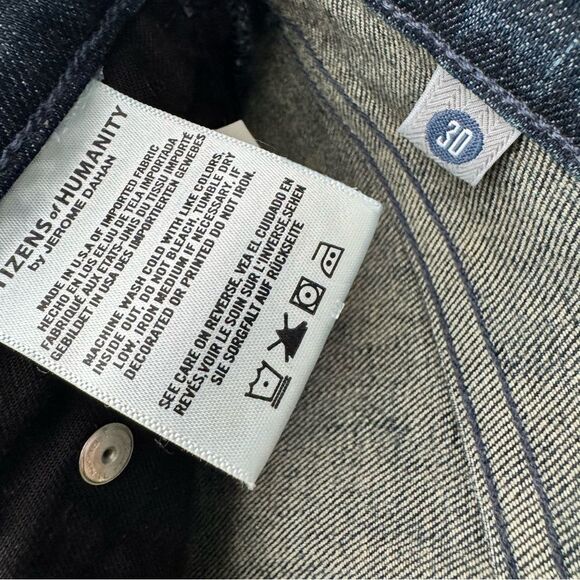 TIZENS of HUMANITY
by JEROME DAHAN
MADE IN U.S.A OF IMPORTED FABRIC
HECHO EN LOS EE.UF DE TELA IMPORTADA
FABRIQUÉ AUX ETATS-UNIS DU TISSU IMPORTÉ
GEBILDET IN USA DES IMPORTIERTEN GEWEBES
MACHINE WASH COLD WITH LIKE COLORS,
INSIDE OUT DO NOT BLEACH. TUMBLE DRY
LOW. IRON MEDIUM IF NECESSARY. IF
DECORATED OR PRINTED DO NOT IRON.
SEE CARE ON REVERSE. VEA EL CUIDADO EN
REVÉS. VOIR LE SOIN SUR L'INVERSE. SEHEN
SIE SORGFALT AUF RÜCKSEITE
30